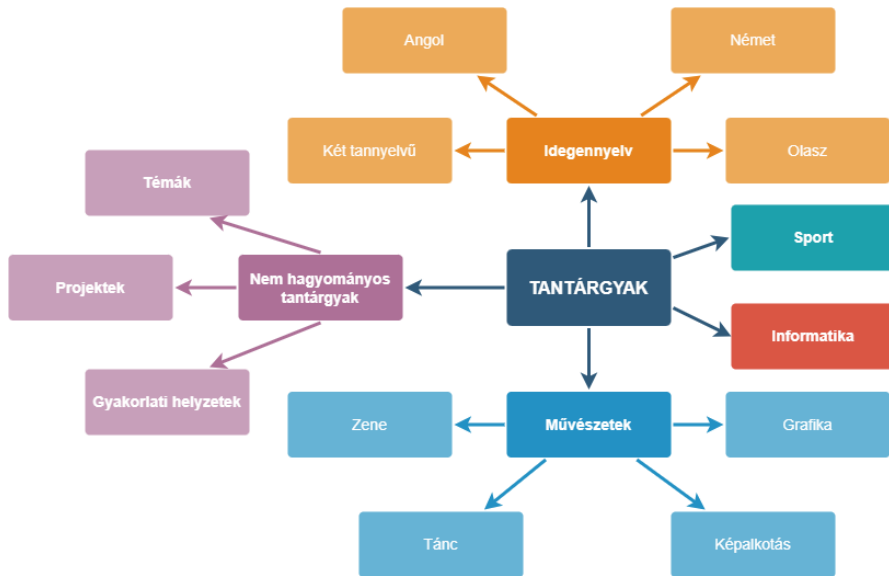 Angol
Német
Két tannyelvű
Idegennyelv
Olasz
Témák
Sport
Projektek
Nem hagyományos
tantárgyak
TANTÁRGYAK
Informatika
Gyakorlati helyzetek
Zene
Művészetek
Grafika
Tánc
Képalkotás